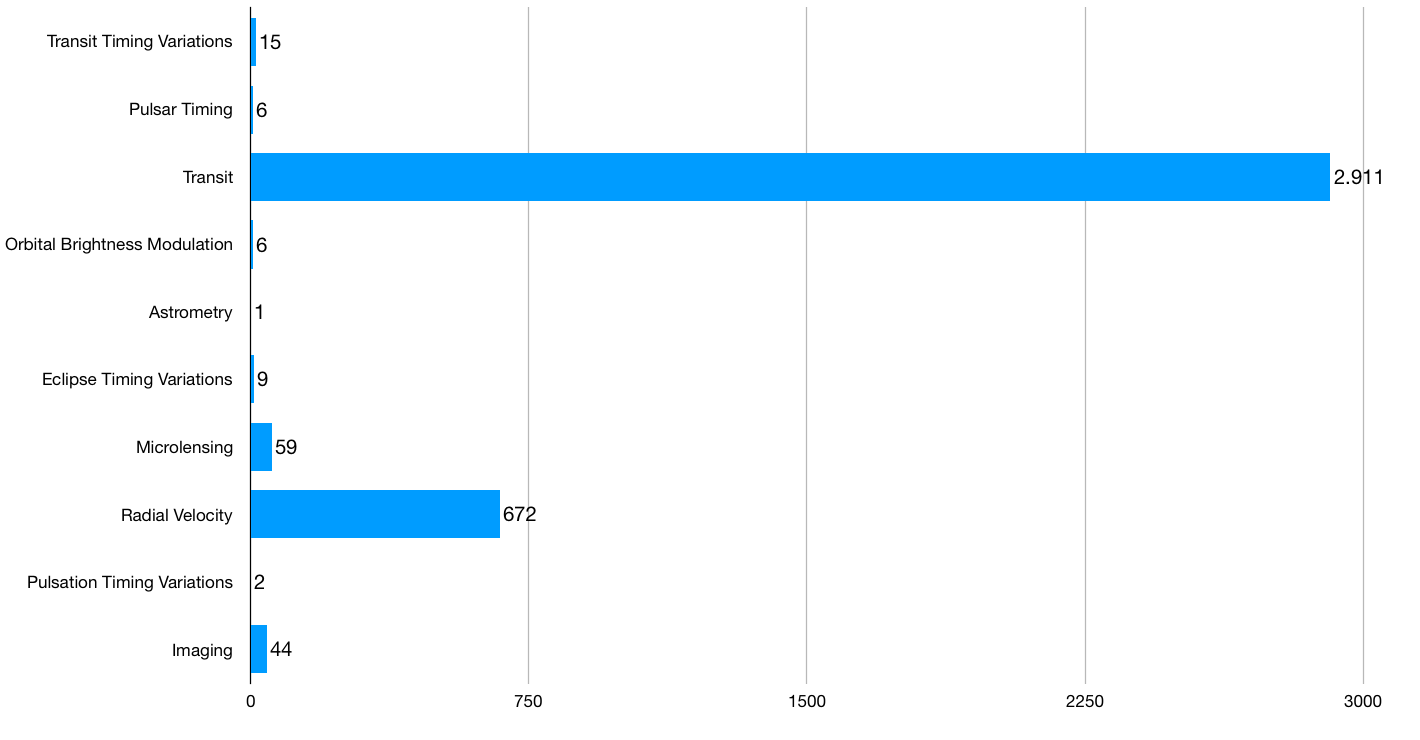 Transit Timing Variations 15
Pulsar Timing 6
Transit 2.911
Orbital Brightness Modulation 6
Astrometry 1
Eclipse Timing Variations 9
Microlensing 59
Radial Velocity 672
Pulsation Timing Variations 2
Imaging 44
0 750 1500 2250 3000